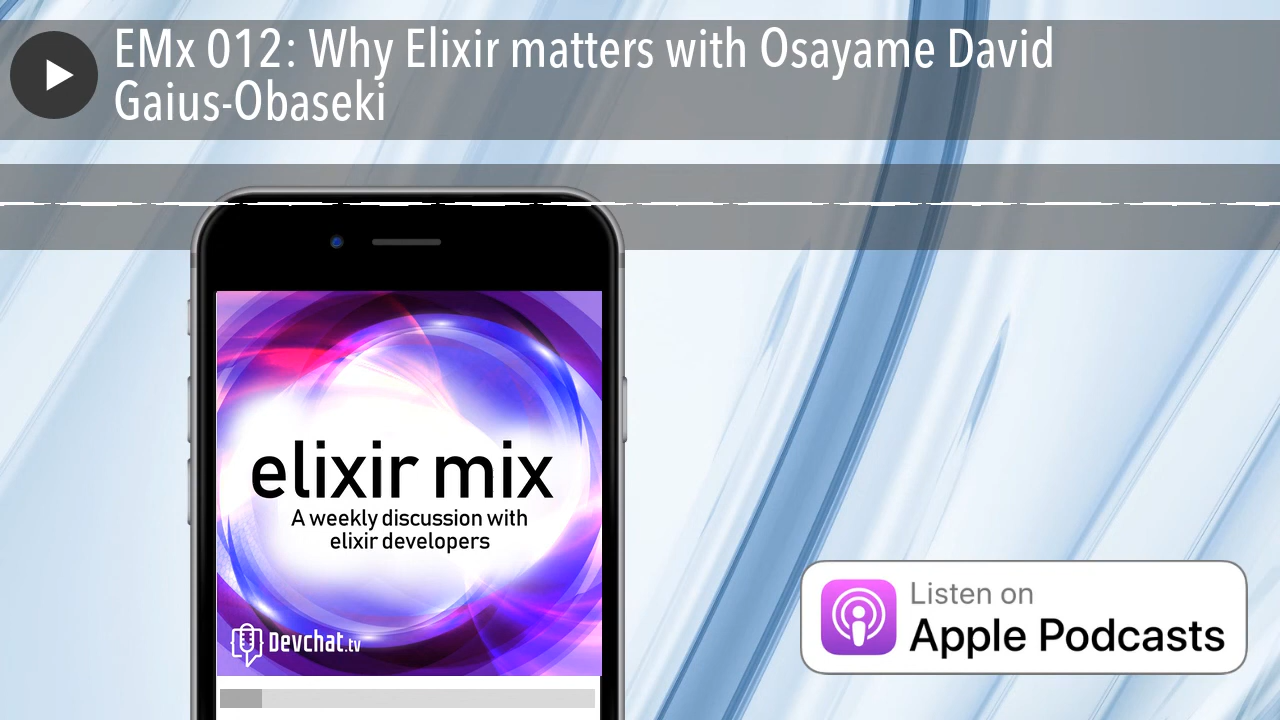 EMx 012: Why Elixir matters with Osayame David
Gaius-Obaseki
elixir mix
A weekly discussion with
elixir developers
Devchat.tv
Listen on
Apple Podcasts